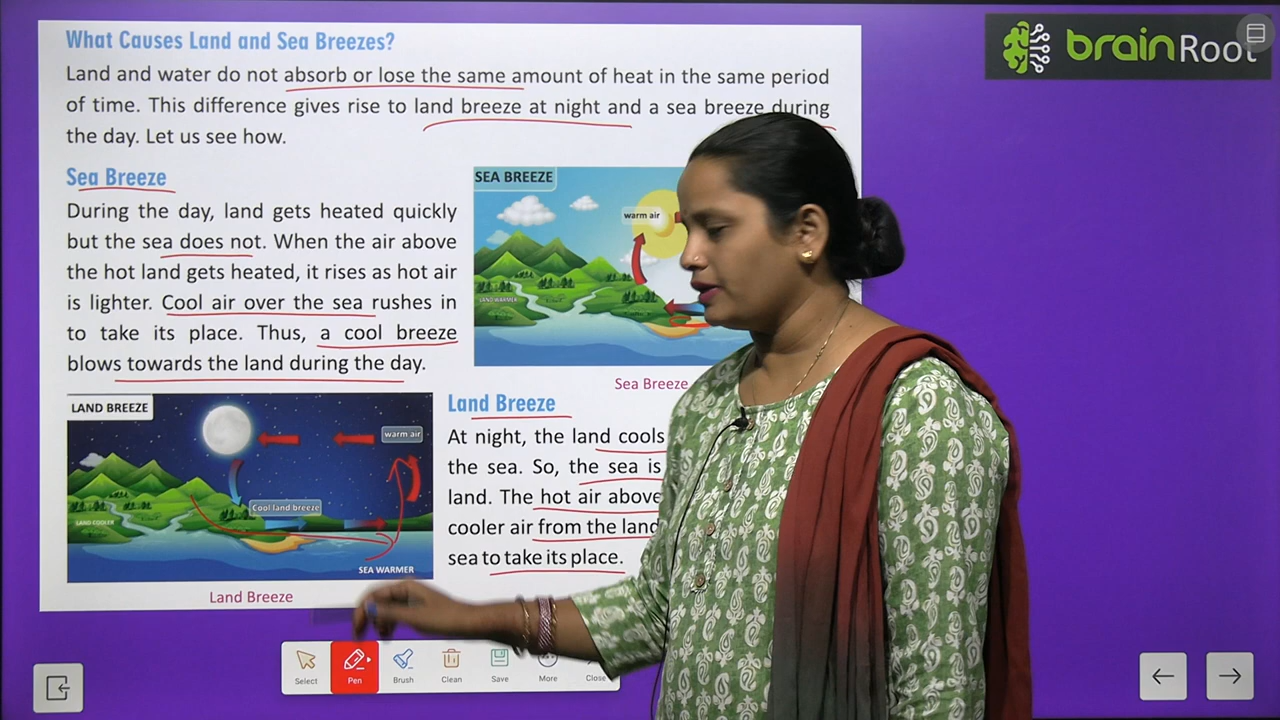 What Causes Land and Sea Breezes?
Land and water do not absorb or lose the same amount of heat in the same period
of time. This difference gives rise to land breeze at night and a sea breeze during
the day. Let us see how.
Sea Breeze
During the day, land gets heated quickly
but the sea does not. When the air above
the hot land gets heated, it rises as hot air
is lighter. Cool air over the sea rushes in
to take its place. Thus, a cool breeze
blows towards the land during the day.
SEA BREEZE
warm air
LAND WARMER
Sea Breeze
LAND BREEZE
warm air
Cool land breeze
LAND COOLER
SEA WARMER
Land Breeze
Land Breeze
At night, the land cools
the sea. So, the sea is
land. The hot air above
cooler air from the land
sea to take its place.
Select
Pen
Brush
Clean
Save
More
Close
brainRoot